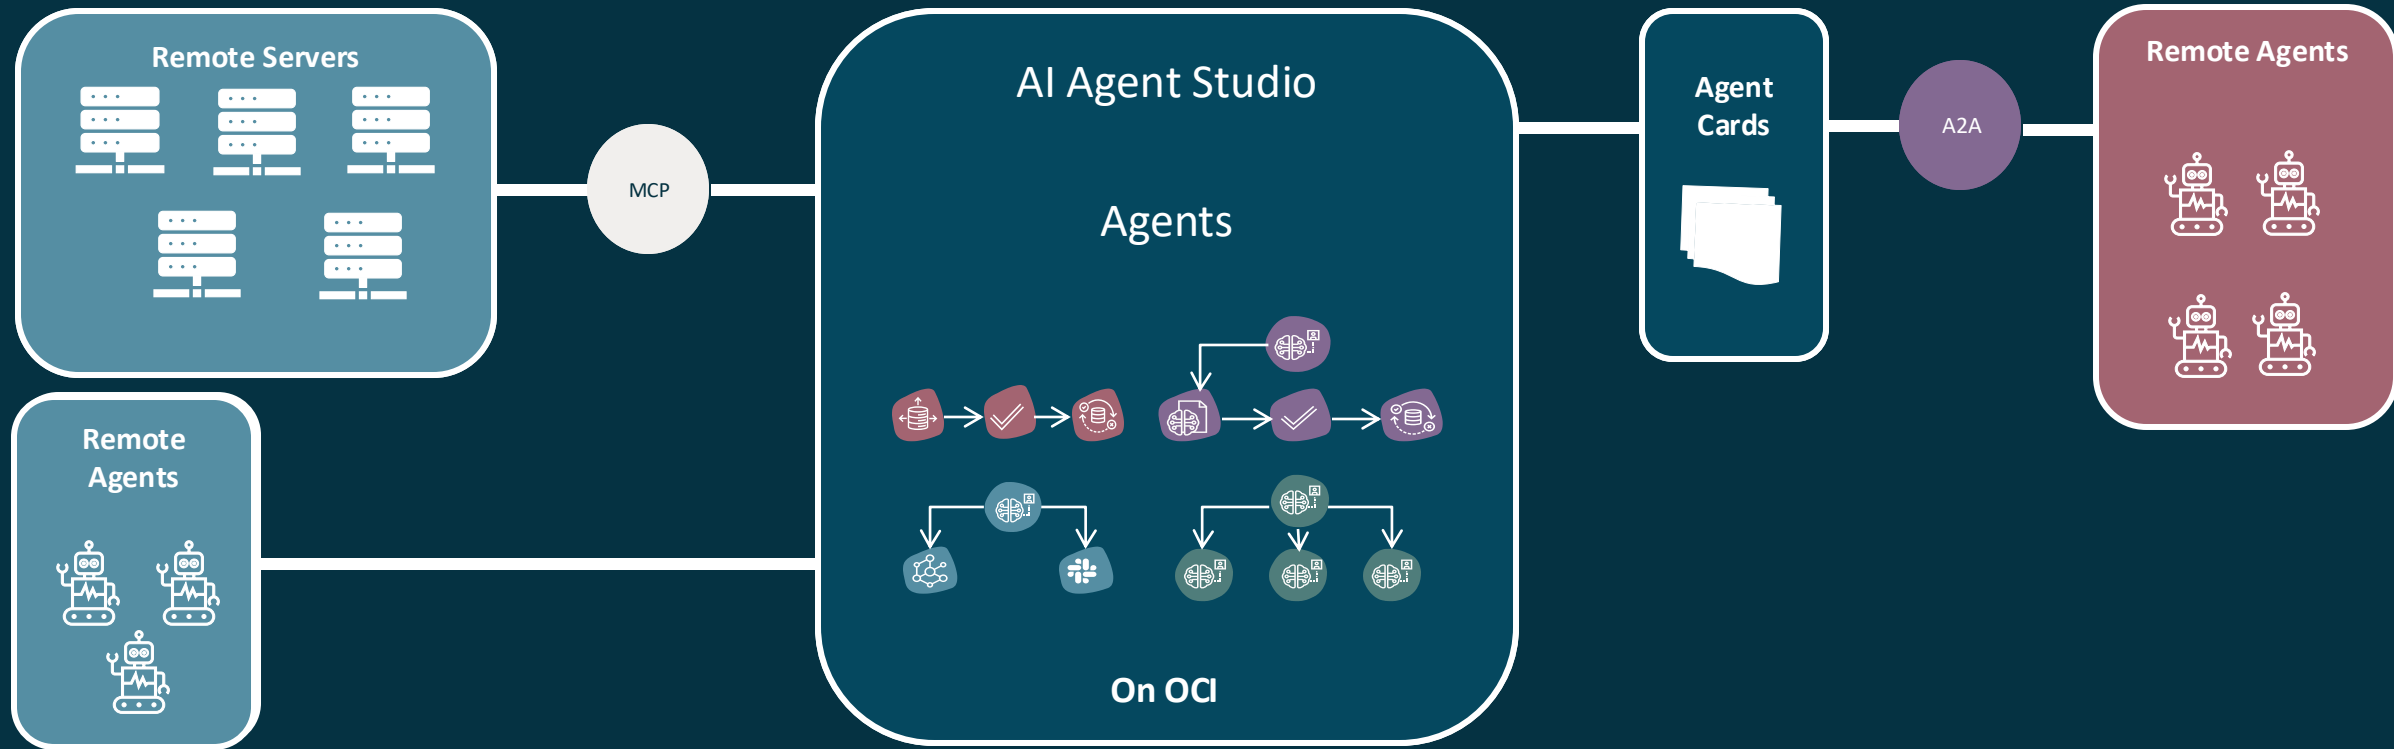 Remote Servers
MCP
Remote
Agents
AI Agent Studio
Agents
On OCI
Agent
Cards
A2A
Remote Agents